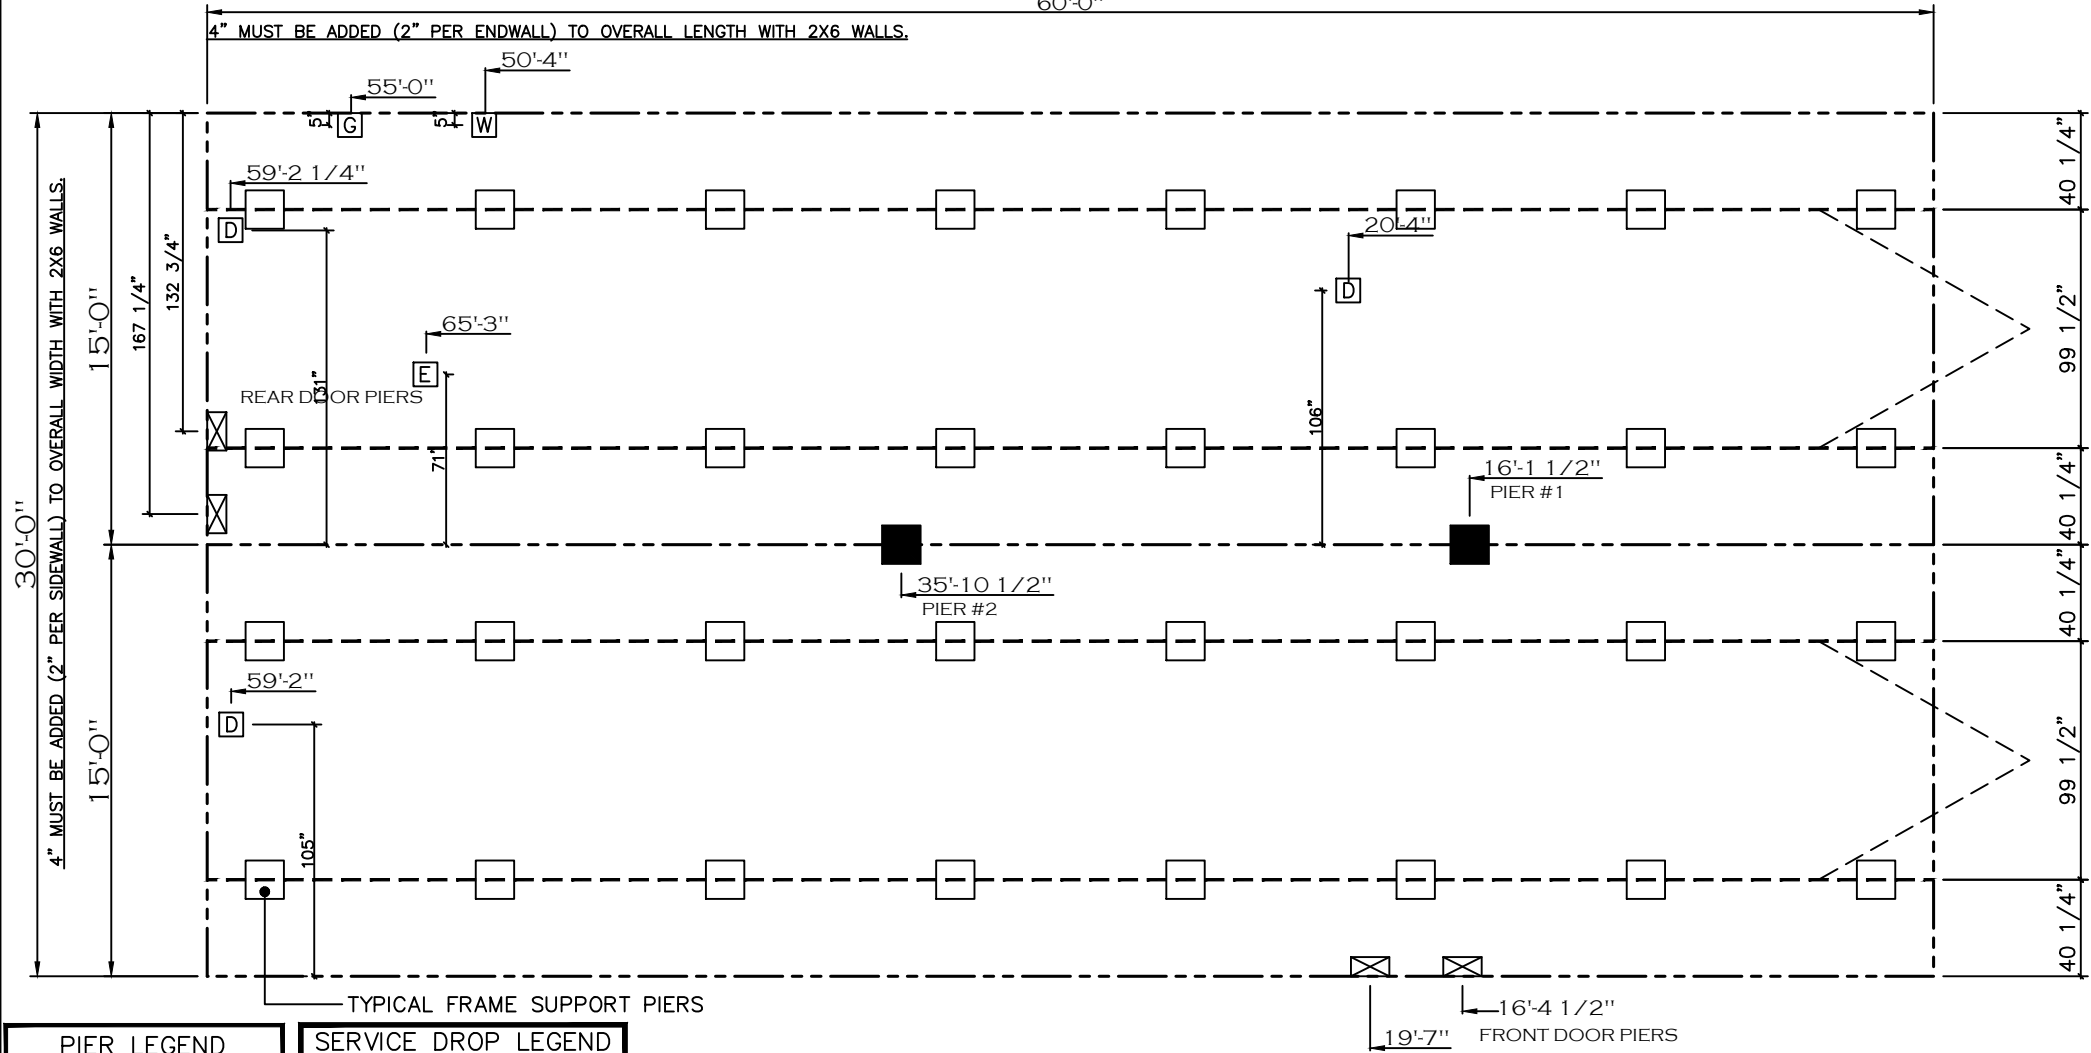 60'-0"
4" MUST BE ADDED (2" PER ENDWALL) TO OVERALL LENGTH WITH 2X6 WALLS.
50'-4"
55'-0"
5"
G
5"
W
40 1/4"
59'-2 1/4"
D
20'-4"
D
132 3/4"
167 1/4"
15'-0"
99 1/2"
65'-3"
E
131"
REAR DOOR PIERS
106"
71"
16'-1 1/2"
PIER #1
40 1/4"
30'-0"
4" MUST BE ADDED (2" PER SIDEWALL) TO OVERALL WIDTH WITH 2X6 WALLS.
35'-10 1/2"
PIER #2
40 1/4"
59'-2"
D
15'-0"
99 1/2"
105"
40 1/4"
TYPICAL FRAME SUPPORT PIERS
16'-4 1/2"
19'-7"
FRONT DOOR PIERS
PIER LEGEND
SERVICE DROP LEGEND